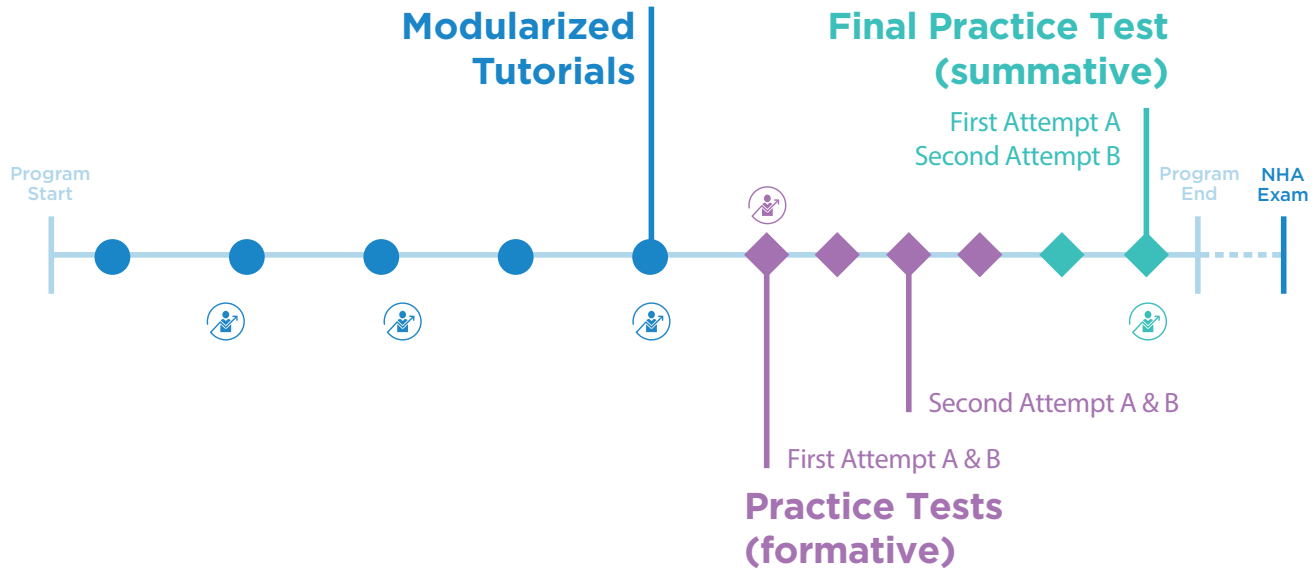 Modularized
Tutorials
Final Practice Test
(summative)
First Attempt A
Second Attempt B
Program
Start
Program
End
NHA
Exam
Second Attempt A & B
First Attempt A & B
Practice Tests
(formative)